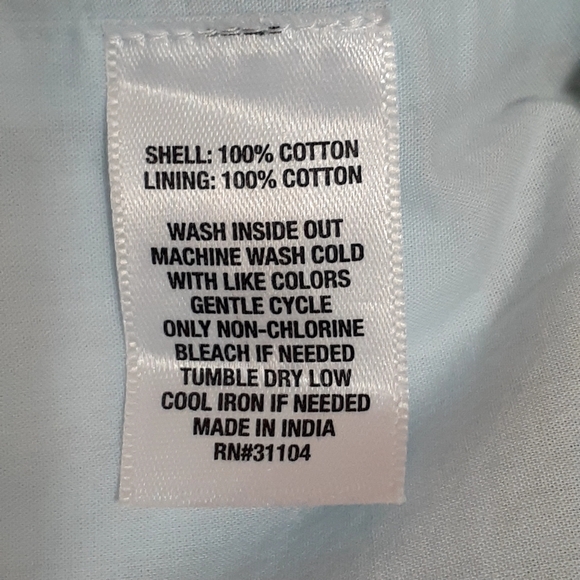 SHELL: 100% COTTON
LINING: 100% COTTON
WASH INSIDE OUT
MACHINE WASH COLD
WITH LIKE COLORS
GENTLE CYCLE
ONLY NON-CHLORINE
BLEACH IF NEEDED
TUMBLE DRY LOW
COOL IRON IF NEEDED
MADE IN INDIA
RN#31104